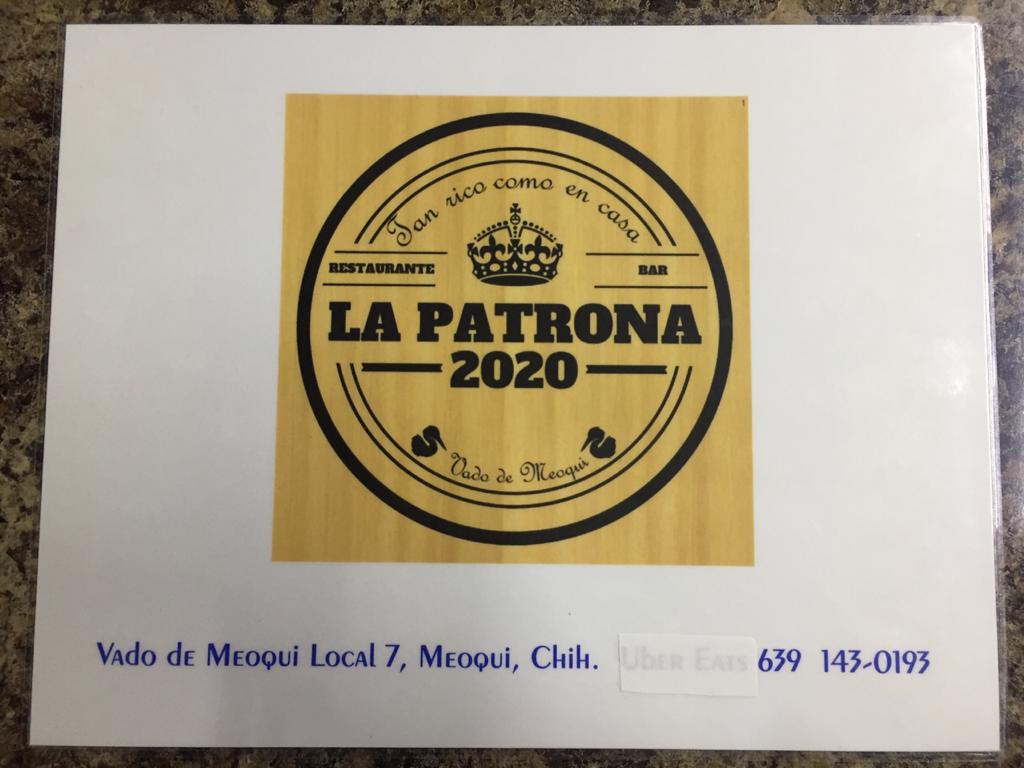 Tan rico como en casa
RESTAURANTE BAR
LA PATRONA
2020
Vado de Meoqui
Vado de Meoqui Local 7, Meoqui, Chih. Uber Eats 639 143-0193